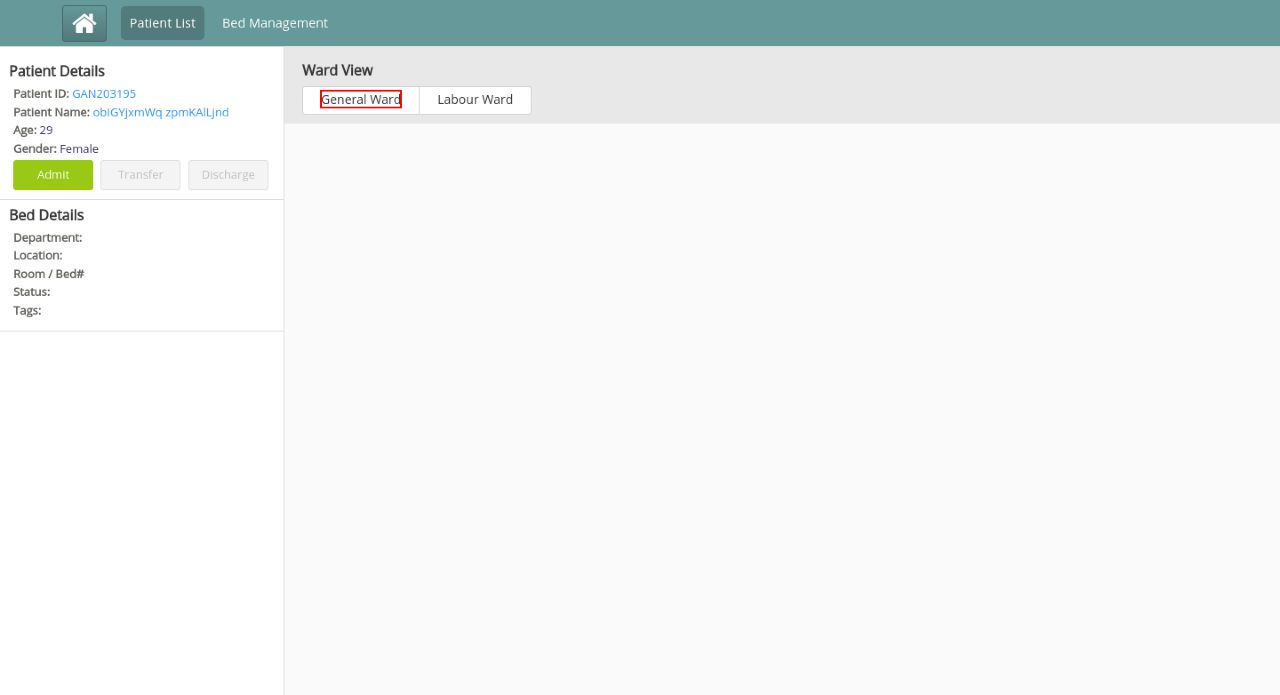 Patient List Bed Management
Patient Details
Patient ID: GAN203195
Patient Name: obIGYjxmWq zpmKAlLjnd
Age: 29
Gender: Female
Admit Transfer Discharge
Bed Details
Department:
Location:
Room / Bed#
Status:
Tags:
Ward View
General Ward Labour Ward